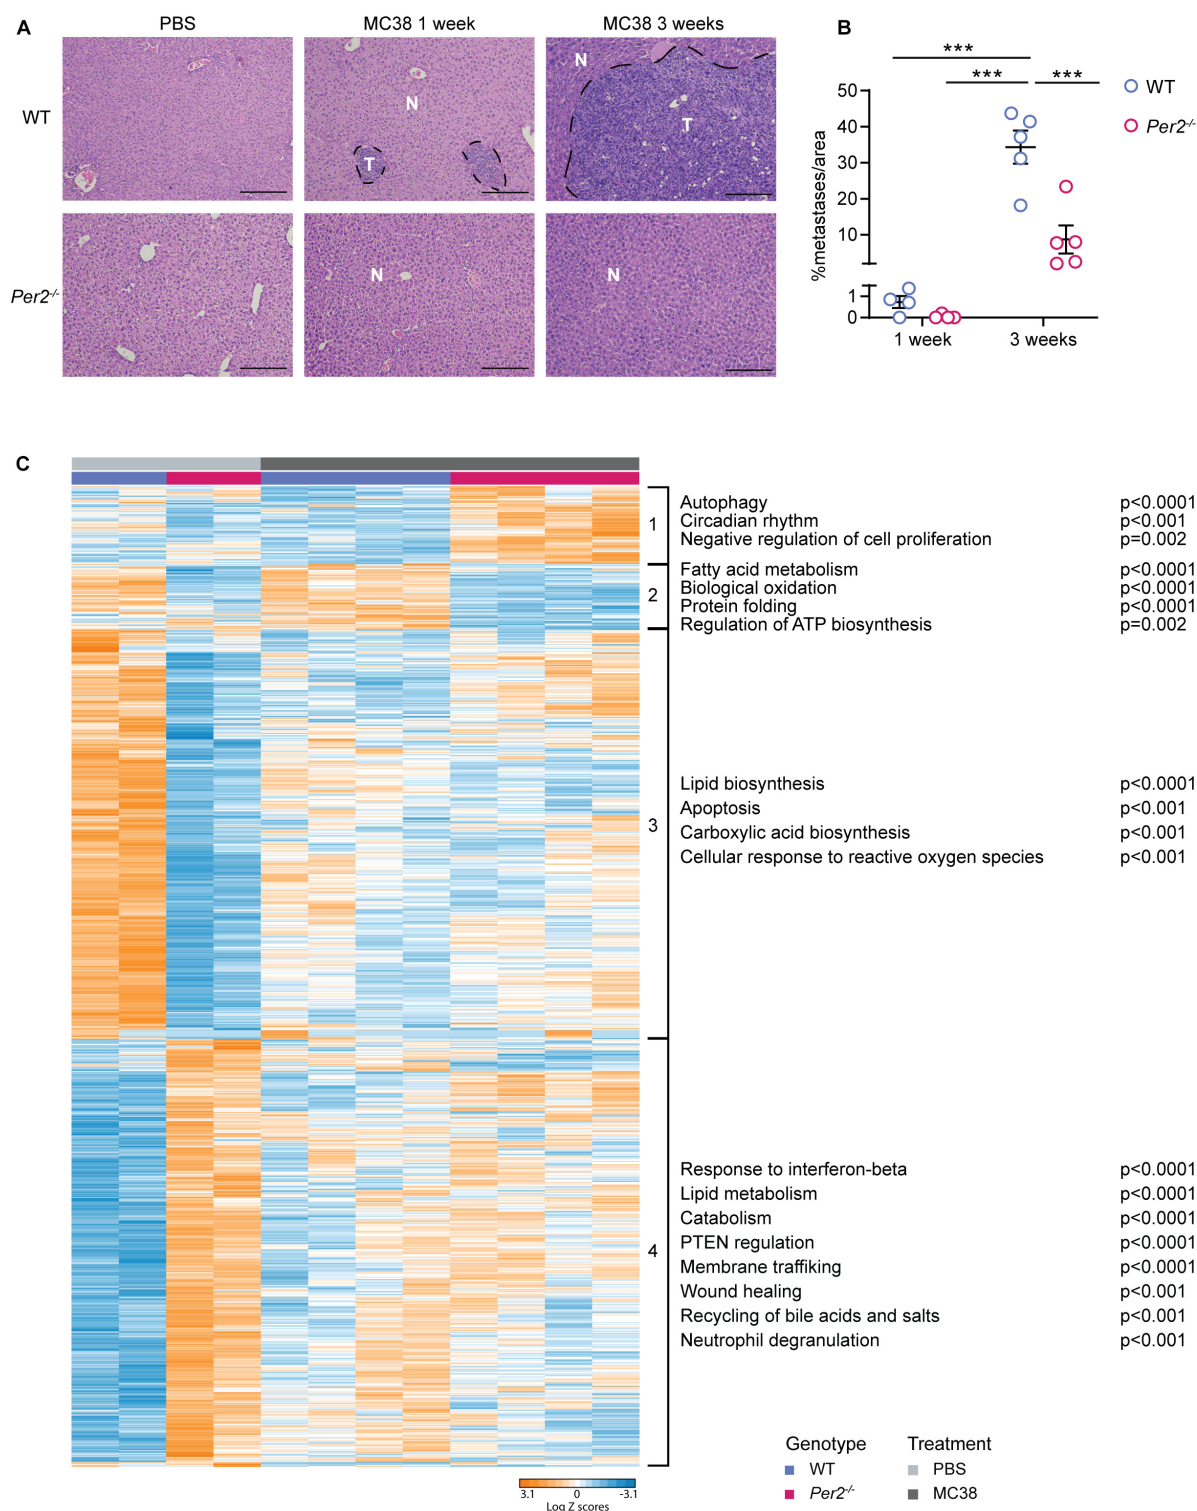 A
PBS
MC38 1 week
MC38 3 weeks
WT
N
T
N
T
Per2-/-
N
N
B
*** 
*** ***
WT
Per2-/-
%metastases/area
50
40
30
20
10
1
0
1 week
3 weeks
C
1
Autophagy p<0.0001
Circadian rhythm p<0.001
Negative regulation of cell proliferation p=0.002
2
Fatty acid metabolism p<0.0001
Biological oxidation p<0.0001
Protein folding p<0.0001
Regulation of ATP biosynthesis p=0.002
3
Lipid biosynthesis p<0.0001
Apoptosis p<0.001
Carboxylic acid biosynthesis p<0.001
Cellular response to reactive oxygen species p<0.001
4
Response to interferon-beta p<0.0001
Lipid metabolism p<0.0001
Catabolism p<0.0001
PTEN regulation p<0.0001
Membrane traffiking p<0.0001
Wound healing p<0.001
Recycling of bile acids and salts p<0.001
Neutrophil degranulation p<0.001
Genotype Treatment
WT PBS
Per2-/- MC38
3.1 0 -3.1
Log Z scores